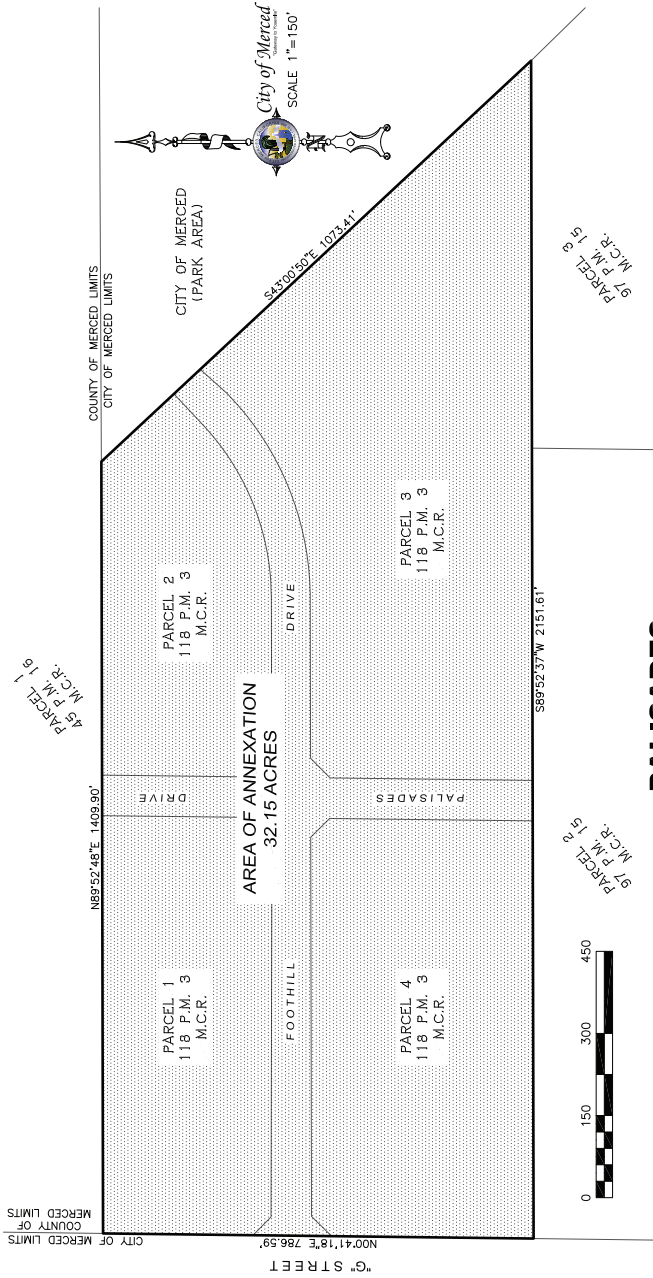 COUNTY OF MERCED LIMITS
CITY OF MERCED LIMITS
CITY OF MERCED
(PARK AREA)
City of Merced
SCALE 1"=150'
PARCEL 1
45 P.M. 16
M.C.R.
N89°52'48"E 1409.90'
S43°00'50"E 1073.41'
COUNTY OF
MERCED LIMITS
CITY OF MERCED LIMITS
"G" STREET
N00°41'18"E 786.59'
PARCEL 1
118 P.M. 3
M.C.R.
DRIVE
PARCEL 2
118 P.M. 3
M.C.R.
AREA OF ANNEXATION
32.15 ACRES
FOOTHILL
DRIVE
PARCEL 4
118 P.M. 3
M.C.R.
PALISADES
PARCEL 3
118 P.M. 3
M.C.R.
S89°52'37"W 2151.61'
PARCEL 2
97 P.M. 15
M.C.R.
PARCEL 3
97 P.M. 15
M.C.R.
0 150 300 450